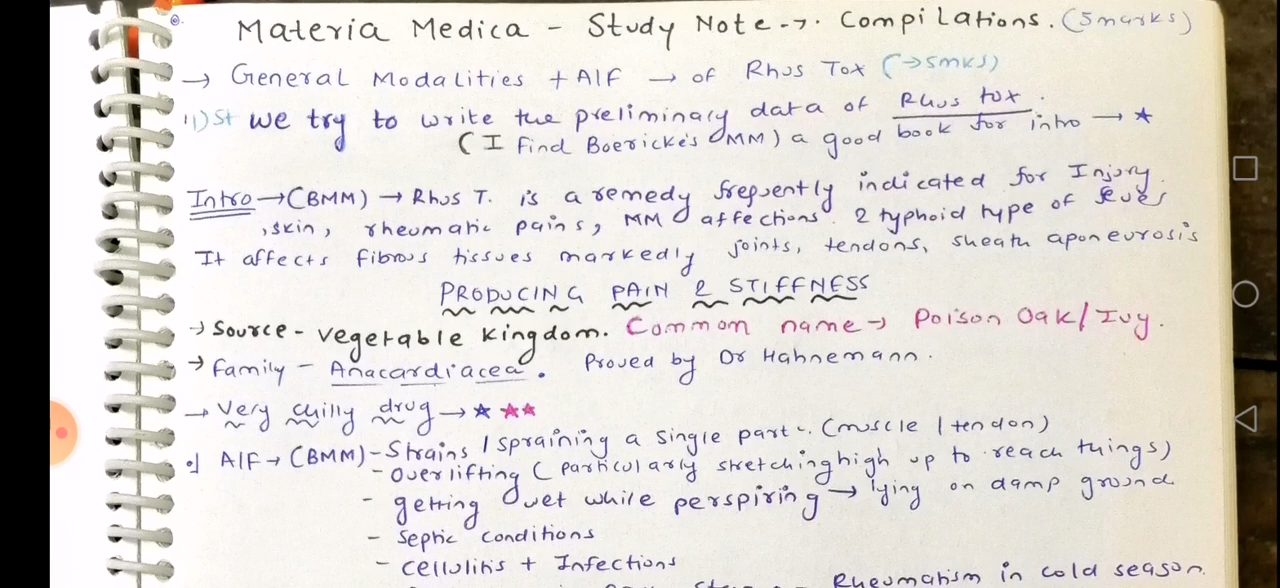 Materia Medica - Study Note -> Compilations. (5marks)
→ General Modalities + A/F → of Rhus Tox (→5mks)
1)st we try to write the preliminary data of Rhus tox.
(I find Boericke's MM) a good book for intro → ★
Intro → (BMM) → Rhus T. is a remedy frequently indicated for Injury
, skin, rheumatic pains, MM affections & typhoid type of fever
It affects fibrous tissues markedly joints, tendons, sheath aponeurosis
PRODUCING PAIN & STIFFNESS
→ Source - vegetable kingdom. Common name → Poison Oak/Ivy.
→ Family - Anacardiacea. Proved by Dr Hahnemann.
→ Very chilly drug → ★ ★★
A/F → (BMM) - Strains / spraining a single part. (muscle / tendon)
- Overlifting (particularly stretching high up to reach things)
- getting wet while perspiring → lying on damp ground
- Septic conditions
- cellulitis + Infections
Rheumatism in cold season.